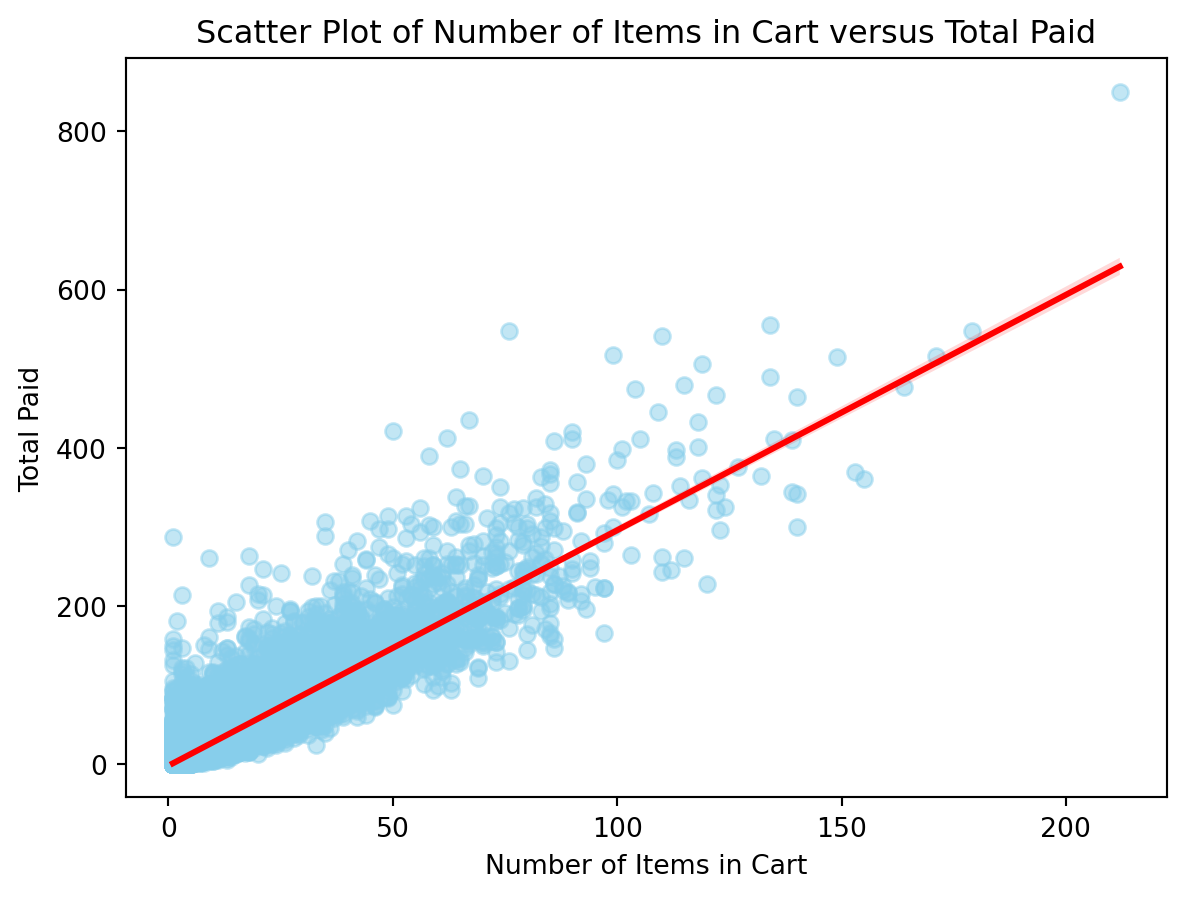 Scatter Plot of Number of Items in Cart versus Total Paid
800
600
400
200
0
Total Paid
0 50 100 150 200
Number of Items in Cart